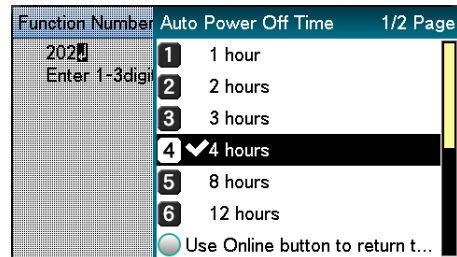 Function Number
202
Enter 1-3digi
Auto Power Off Time 1/2 Page
1 1 hour
2 2 hours
3 3 hours
4 4 hours
5 8 hours
6 12 hours
Use Online button to return t...